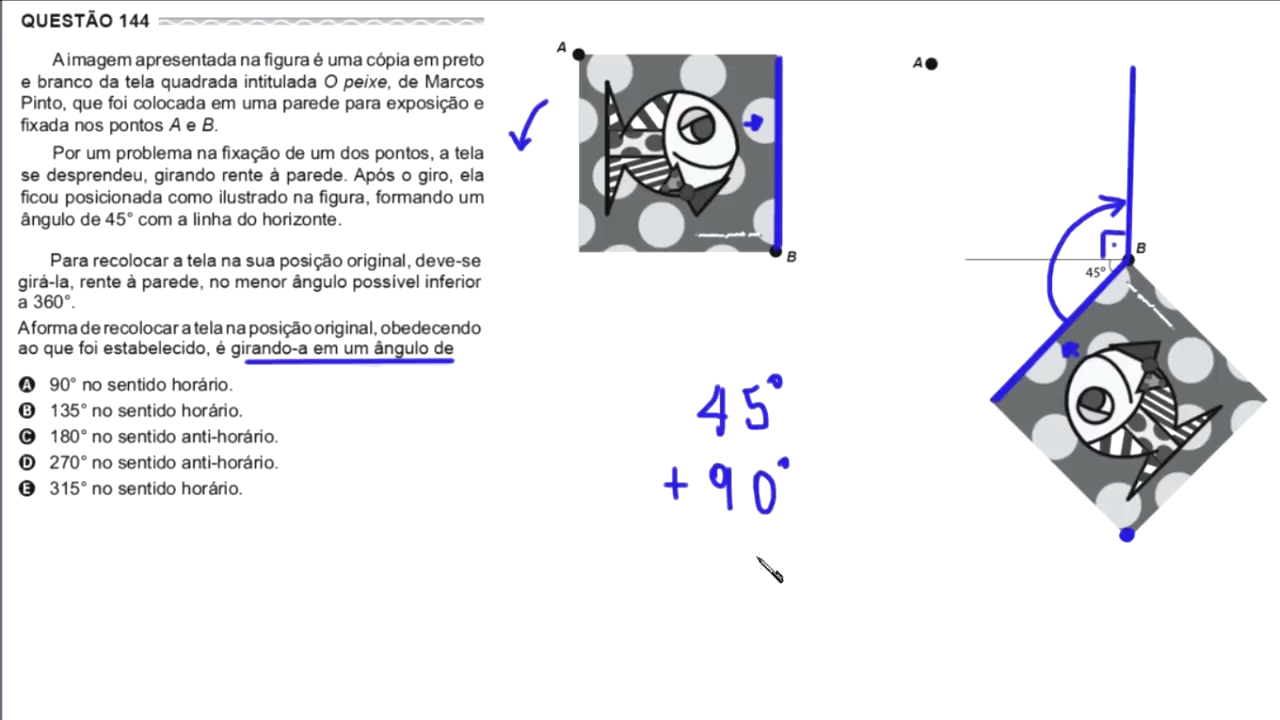 QUESTÃO 144
A imagem apresentada na figura é uma cópia em preto
e branco da tela quadrada intitulada O peixe, de Marcos
Pinto, que foi colocada em uma parede para exposição e
fixada nos pontos A e B.
Por um problema na fixação de um dos pontos, a tela
se desprendeu, girando rente à parede. Após o giro, ela
ficou posicionada como ilustrado na figura, formando um
ângulo de 45° com a linha do horizonte.
Para recolocar a tela na sua posição original, deve-se
girá-la, rente à parede, no menor ângulo possível inferior
a 360°.
A forma de recolocar a tela na posição original, obedecendo
ao que foi estabelecido, é girando-a em um ângulo de
A 90° no sentido horário.
B 135° no sentido horário.
C 180° no sentido anti-horário.
D 270° no sentido anti-horário.
E 315° no sentido horário.
A
B
45°
+ 90°
A
B
45°